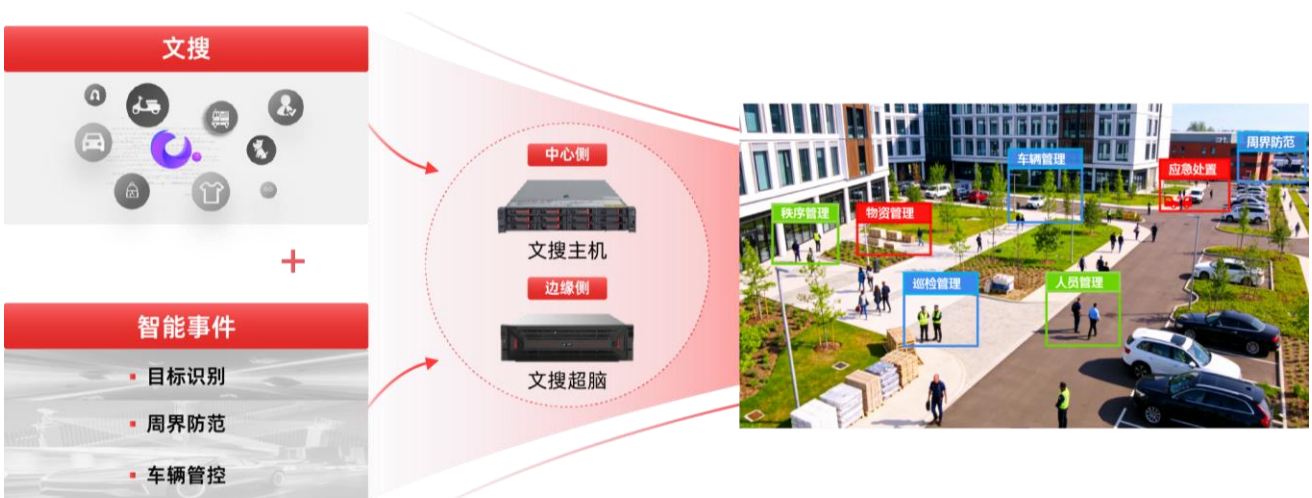 文搜
智能事件
目标识别
周界防范
车辆管控
中心侧
文搜主机
边缘侧
文搜超脑
秩序管理
物资管理
车辆管理
应急处置
周界防范
巡检管理
人员管理